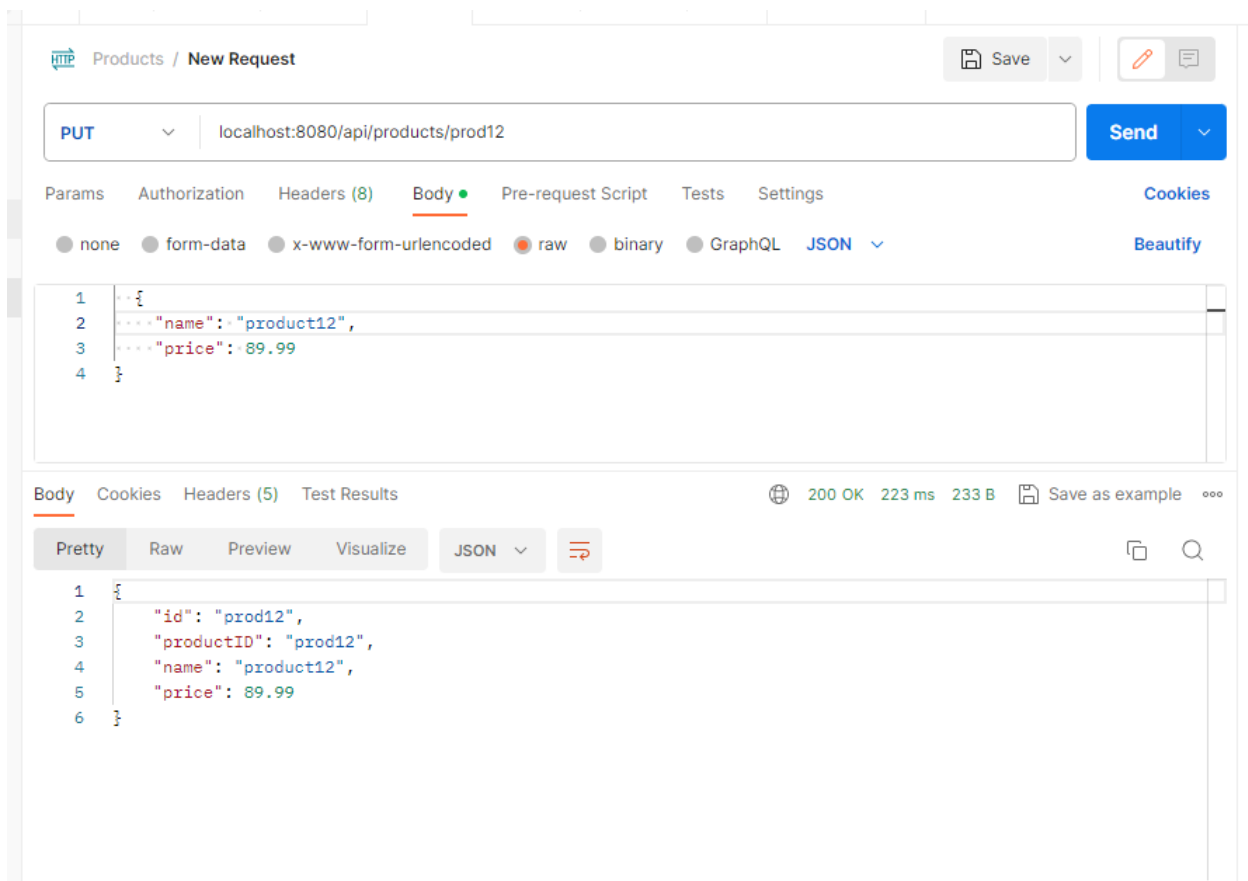 HTTP Products / New Request Save
PUT localhost:8080/api/products/prod12 Send
Params Authorization Headers (8) Body Pre-request Script Tests Settings Cookies
none form-data x-www-form-urlencoded raw binary GraphQL JSON Beautify
1 {
2 "name": "product12",
3 "price": 89.99
4 }
Body Cookies Headers (5) Test Results 200 OK 223 ms 233 B Save as example
Pretty Raw Preview Visualize JSON
1 {
2 "id": "prod12",
3 "productID": "prod12",
4 "name": "product12",
5 "price": 89.99
6 }